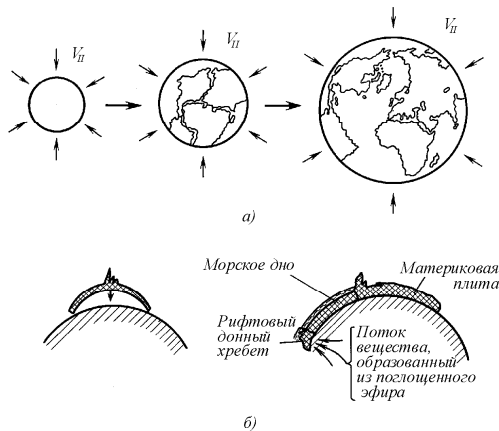 V_II
V_II
V_II
а)
Морское дно
Материковая
плита
Рифтовый
донный
хребет
Поток
вещества,
образованный
из поглощенного
эфира
б)